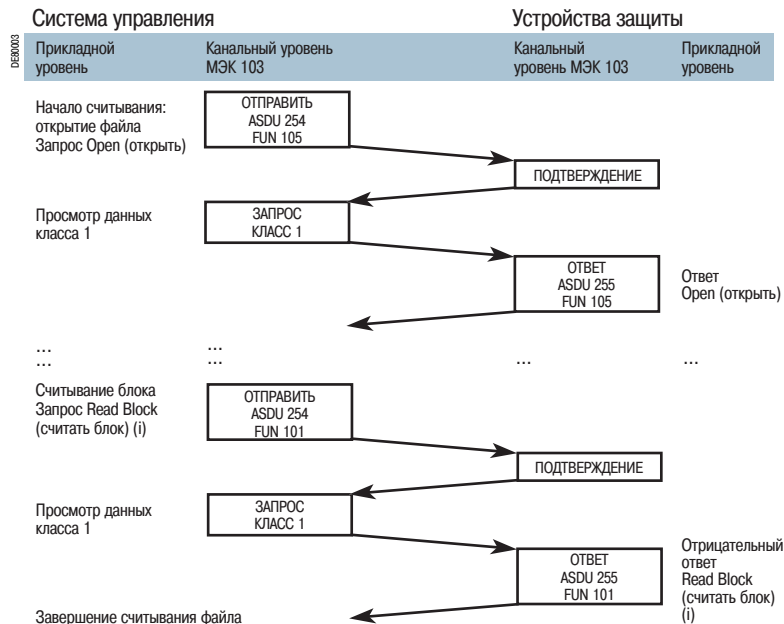 Система управления
Устройства защиты
DE80003
Прикладной
уровень
Канальный уровень
МЭК 103
Канальный
уровень МЭК 103
Прикладной
уровень
Начало считывания:
открытие файла
Запрос Open (открыть)
ОТПРАВИТЬ
ASDU 254
FUN 105
ПОДТВЕРЖДЕНИЕ
Просмотр данных
класса 1
ЗАПРОС
КЛАСС 1
ОТВЕТ
ASDU 255
FUN 105
Ответ
Open (открыть)
...
...
...
...
...
...
Считывание блока
Запрос Read Block
(считать блок) (i)
ОТПРАВИТЬ
ASDU 254
FUN 101
ПОДТВЕРЖДЕНИЕ
Просмотр данных
класса 1
ЗАПРОС
КЛАСС 1
ОТВЕТ
ASDU 255
FUN 101
Отрицательный
ответ
Read Block
(считать блок)
(i)
Завершение считывания файла